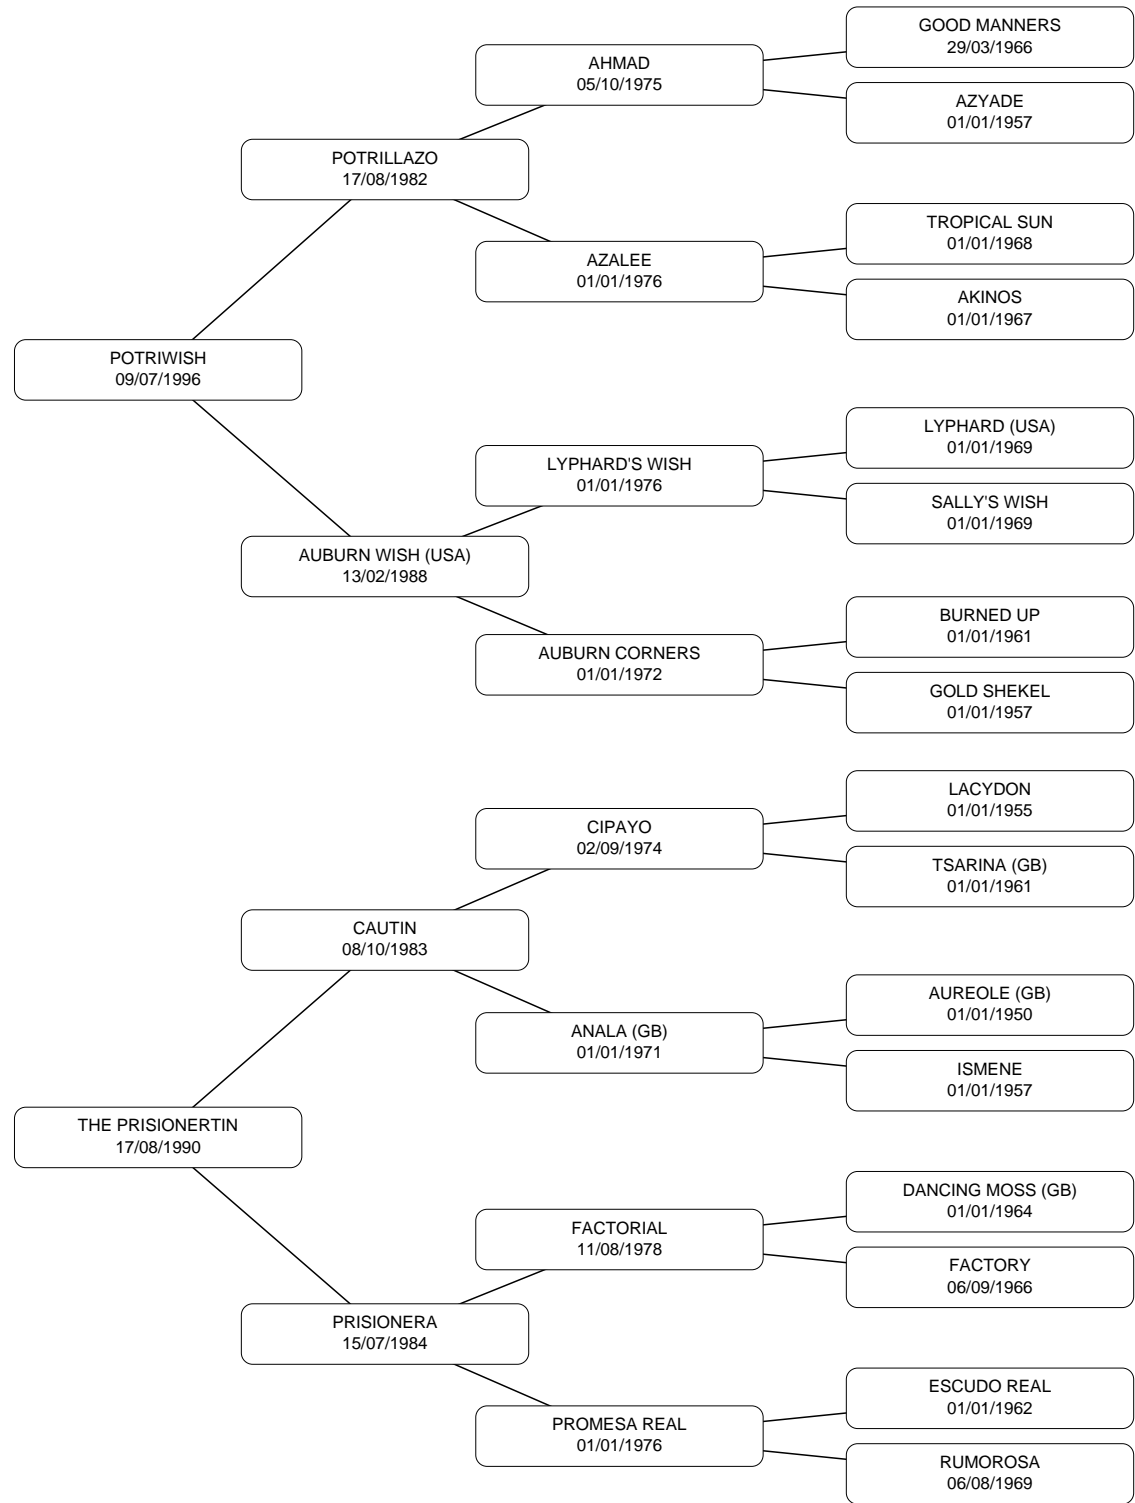 GOOD MANNERS
29/03/1966
AHMAD
05/10/1975
AZYADE
01/01/1957
POTRILLAZO
17/08/1982
TROPICAL SUN
01/01/1968
AZALEE
01/01/1976
AKINOS
01/01/1967
POTRIWISH
09/07/1996
LYPHARD (USA)
01/01/1969
LYPHARD'S WISH
01/01/1976
SALLY'S WISH
01/01/1969
AUBURN WISH (USA)
13/02/1988
BURNED UP
01/01/1961
AUBURN CORNERS
01/01/1972
GOLD SHEKEL
01/01/1957
LACYDON
01/01/1955
CIPAYO
02/09/1974
TSARINA (GB)
01/01/1961
CAUTIN
08/10/1983
AUREOLE (GB)
01/01/1950
ANALA (GB)
01/01/1971
ISMENE
01/01/1957
THE PRISIONERTIN
17/08/1990
DANCING MOSS (GB)
01/01/1964
FACTORIAL
11/08/1978
FACTORY
06/09/1966
PRISIONERA
15/07/1984
ESCUDO REAL
01/01/1962
PROMESA REAL
01/01/1976
RUMOROSA
06/08/1969